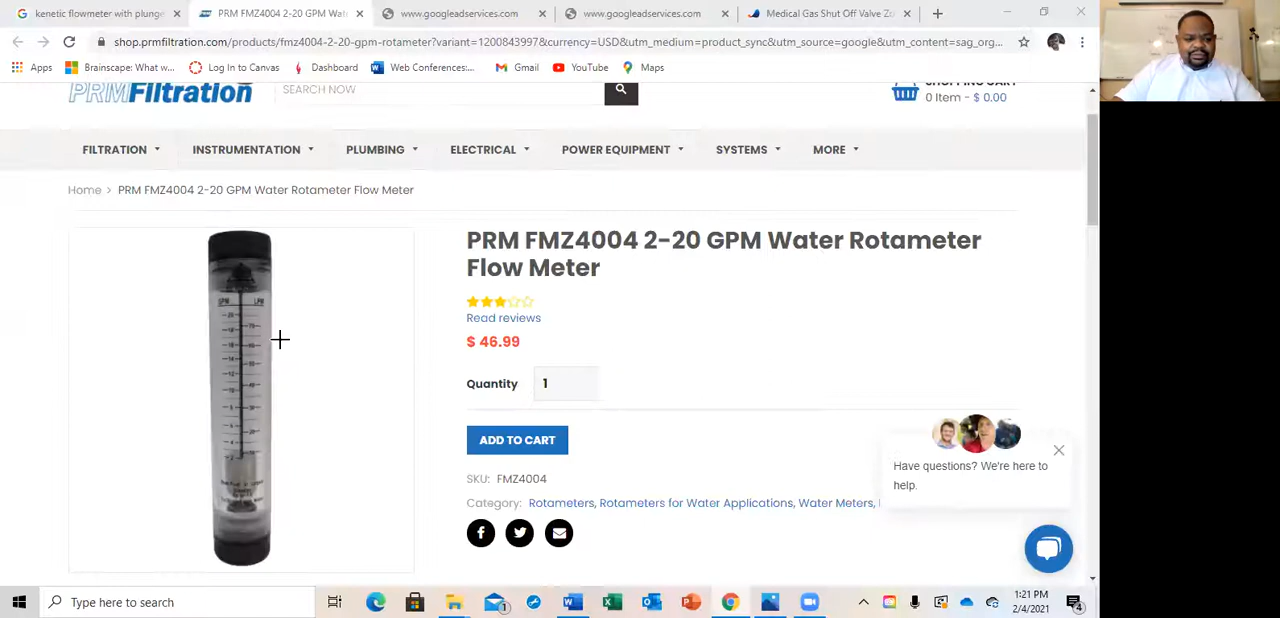 kenetic flowmeter with plunge
PRM FMZ4004 2-20 GPM Wat
www.googleadservices.com
www.googleadservices.com
Medical Gas Shut Off Valve Zo
shop.prmfiltration.com/products/fmz4004-2-20-gpm-rotameter?variant=12081273997&currency=USD&utm_medium=product_sync&utm_source=google&utm_content=sag_org...
Apps
Brainscape: What w...
Log In to Canvas
Dashboard
Web Conferences:...
Gmail
YouTube
Maps
PRMFiltration
SEARCH NOW
SHOPPING CART
0 Item - $ 0.00
FILTRATION
INSTRUMENTATION
PLUMBING
ELECTRICAL
POWER EQUIPMENT
SYSTEMS
MORE
Home > PRM FMZ4004 2-20 GPM Water Rotameter Flow Meter
GPM LPM
PRM FMZ4004 2-20 GPM Water Rotameter
Flow Meter
Read reviews
$ 46.99
Quantity 1
ADD TO CART
SKU: FMZ4004
Category: Rotameters, Rotameters for Water Applications, Water Meters,
Have questions? We're here to
help.
Type here to search
1:21 PM
2/4/2021